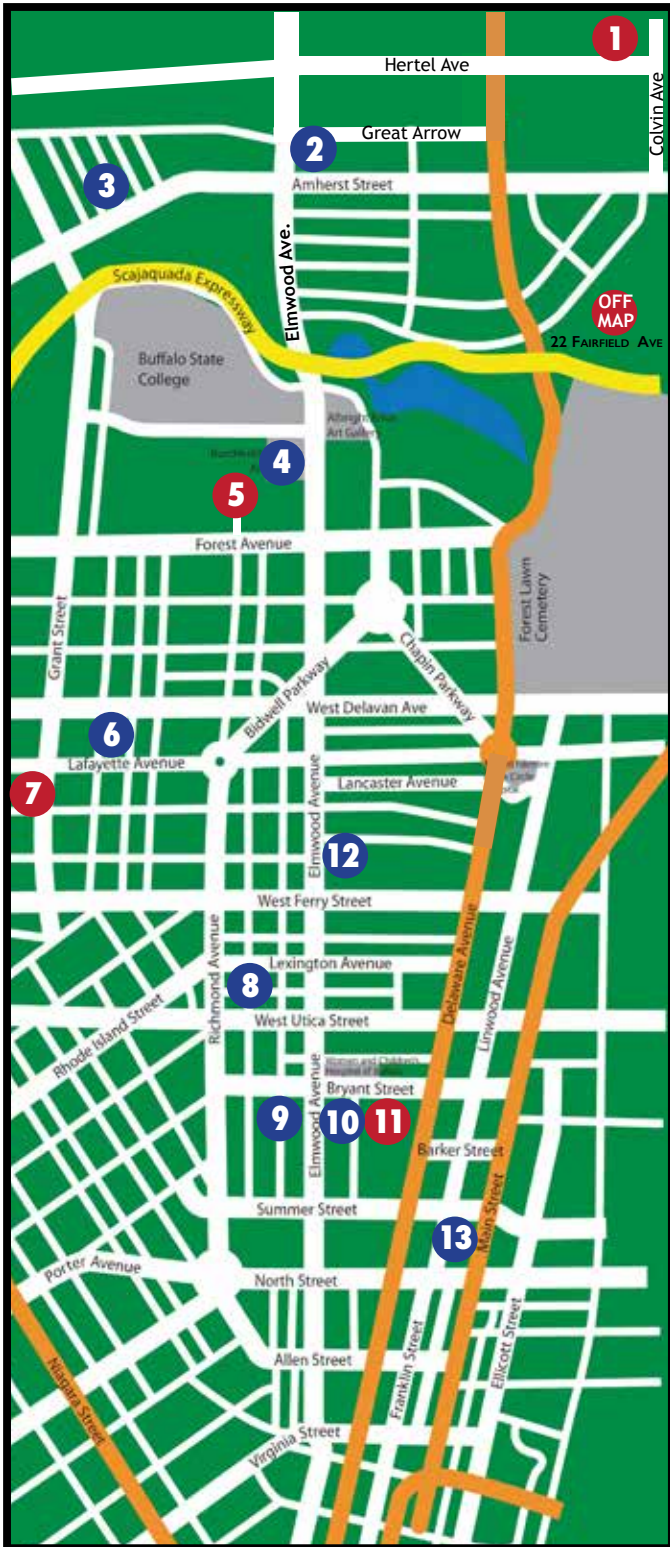 1
Hertel Ave
Colvin Ave
Great Arrow
2
Amherst Street
3
Elmwood Ave.
Scajaquada Expressway
OFF
MAP
22 FAIRFIELD AVE
Buffalo State
College
Art Gallery
4
5
Forest Avenue
Forest Lawn
Cemetery
Grant Street
Chapin Parkway
Bidwell Parkway
West Delavan Ave
6
Lafayette Avenue
7
Lancaster Avenue
Elmwood Avenue
12
West Ferry Street
Richmond Avenue
Lexington Avenue
Delaware Avenue
Linwood Avenue
8
West Utica Street
Rhode Island Street
Women and Children's
Hospital of
Elmwood Avenue
Bryant Street
9
10
11
Barker Street
Summer Street
13
Main Street
Porter Avenue
North Street
Niagara Street
Allen Street
Franklin Street
Ellicott Street
Virginia Street